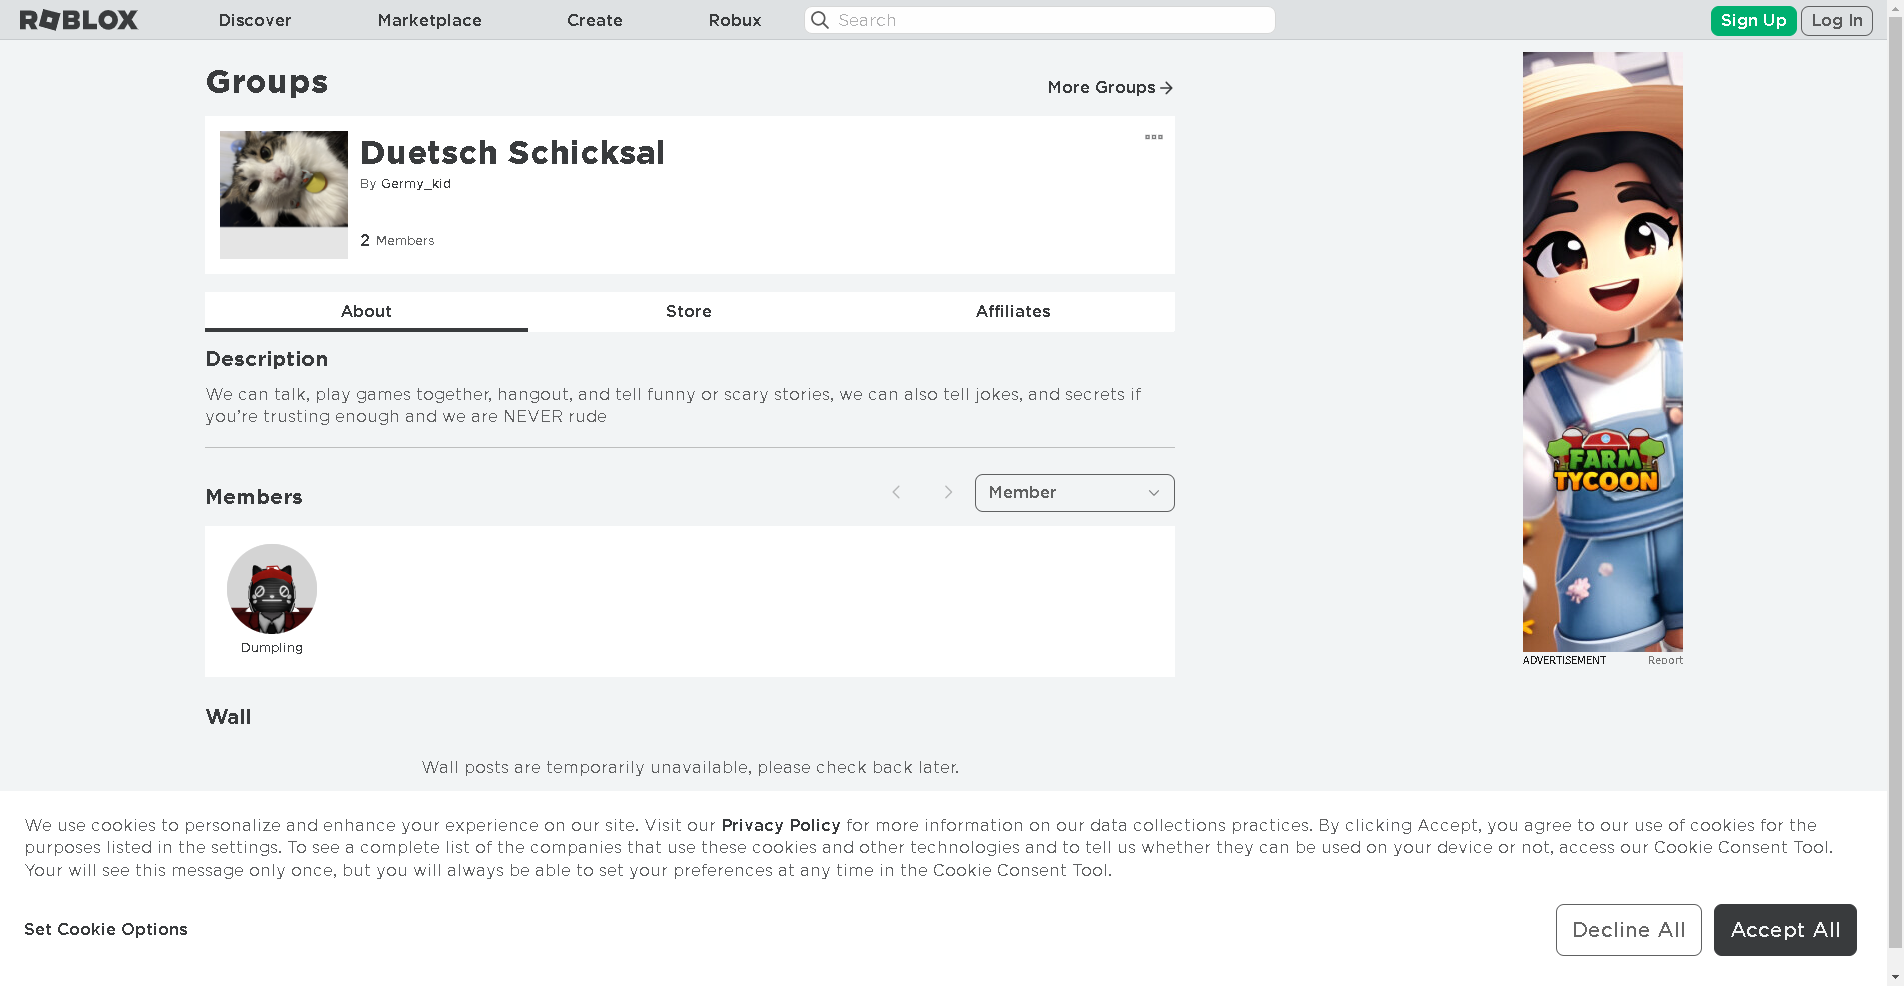 ROBLOX
Discover
Marketplace
Create
Robux
Search
Sign Up
Log In
Groups
More Groups
Duetsch Schicksal
By Germy_kid
2 Members
About
Store
Affiliates
Description
We can talk, play games together, hangout, and tell funny or scary stories, we can also tell jokes, and secrets if
you’re trusting enough and we are NEVER rude
Members
Member
Dumpling
Wall
Wall posts are temporarily unavailable, please check back later.
FARM
TYCOON
ADVERTISEMENT
Report
We use cookies to personalize and enhance your experience on our site. Visit our Privacy Policy for more information on our data collections practices. By clicking Accept, you agree to our use of cookies for the
purposes listed in the settings. To see a complete list of the companies that use these cookies and other technologies and to tell us whether they can be used on your device or not, access our Cookie Consent Tool.
Your will see this message only once, but you will always be able to set your preferences at any time in the Cookie Consent Tool.
Set Cookie Options
Decline All
Accept All